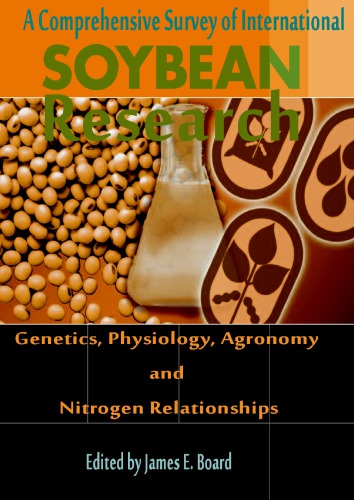 A Comprehensive Survey of International
SOYBEAN
Research
Genetics, Physiology, Agronomy
and
Nitrogen Relationships
Edited by James E. Board